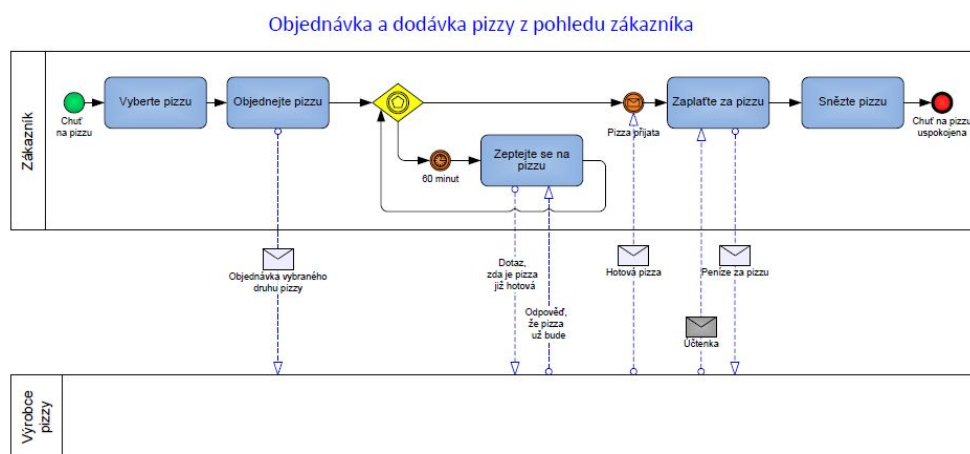 Objednávka a dodávka pizzy z pohledu zákazníka
Zákazník
Chuť
na pizzu
Vyberte pizzu
Objednejte pizzu
60 minut
Zeptejte se na
pizzu
Pizza přijata
Zaplaťte za pizzu
Snězte pizzu
Chuť na pizzu
uspokojena
Objednávka vybraného
druhu pizzy
Dotaz,
zda je pizza
již hotová
Odpověď,
že pizza
už bude
Hotová pizza
Účtenka
Peníze za pizzu
Výrobce
pizzy